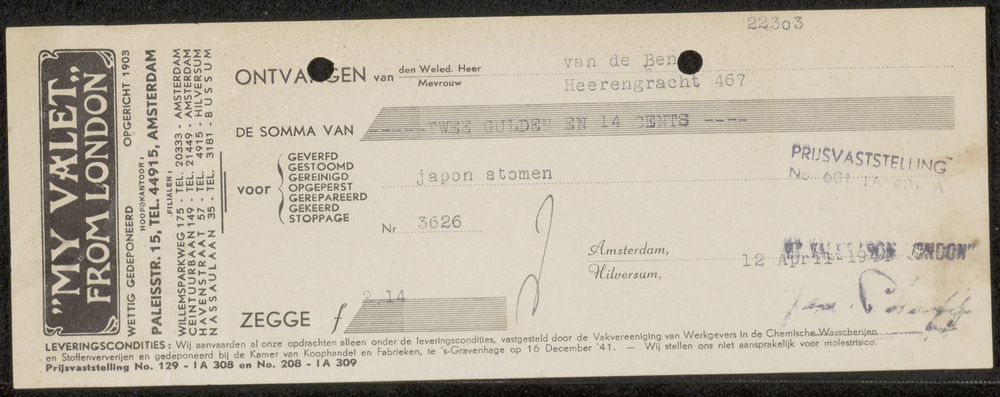 22303
"MY VALET"
FROM LONDON
WETTIG GEDEPONEERD OPGERICHT 1903
HOOFDKANTOOR:
PALEISSTR. 15, TEL. 44915, AMSTERDAM
FILIALEN:
WILLEMSPARKWEG 175 - TEL. 20333 - AMSTERDAM
CEINTUURBAAN 149 - TEL. 21449 - AMSTERDAM
HAVENSTRAAT 57 - TEL. 4915 - HILVERSUM
NASSAULAAN 35 - TEL. 3181 - BUSSUM
ONTVANGEN van den Weled. Heer van de Ben
Mevrouw Heerengracht 467
DE SOMMA VAN -----TWEE GULDEN EN 14 CENTS ----
voor
GEVERFD
GESTOOMD
GEREINIGD
OPGEPERST
GEREPAREERD
GEKEERD
STOPPAGE
japon stomen
PRIJSVASTSTELLING
No 601 IA
Nr. 3626
Amsterdam,
Hilversum,
12 April 194
LONDON"
ZEGGE f 2.14
LEVERINGSCONDITIES: Wij aanvaarden al onze opdrachten alleen onder de leveringscondities, vastgesteld door de Vakvereeniging van Werkgevers in de Chemische Wasscherijen
en Stoffenververijen en gedeponeerd bij de Kamer van Koophandel en Fabrieken, te 's-Gravenhage op 16 December '41. — Wij stellen ons niet aansprakelijk voor molestrisico.
Prijsvaststelling No. 129 - IA 308 en No. 208 - IA 309